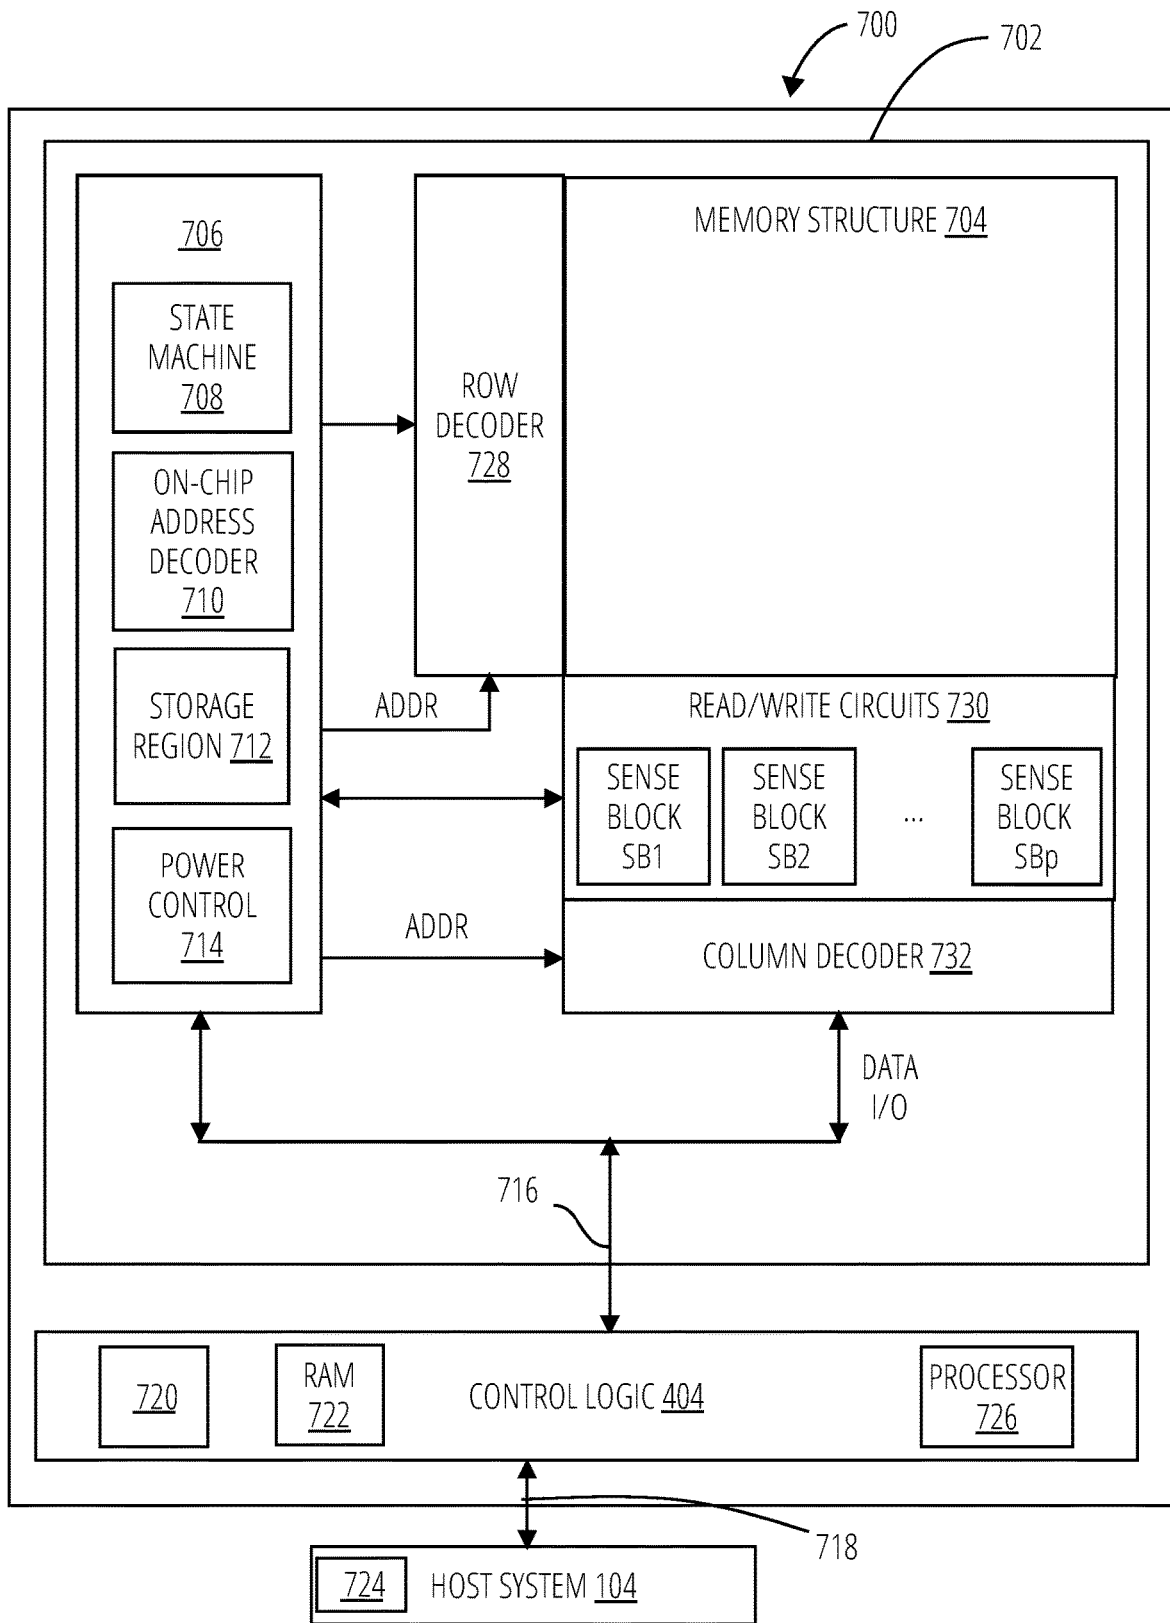 700
702
706
STATE
MACHINE
708
ON-CHIP
ADDRESS
DECODER
710
STORAGE
REGION 712
POWER
CONTROL
714
ROW
DECODER
728
MEMORY STRUCTURE 704
ADDR
READ/WRITE CIRCUITS 730
SENSE
BLOCK
SB1
SENSE
BLOCK
SB2
...
SENSE
BLOCK
SBp
ADDR
COLUMN DECODER 732
DATA
I/O
716
720
RAM
722
CONTROL LOGIC 404
PROCESSOR
726
718
724
HOST SYSTEM 104